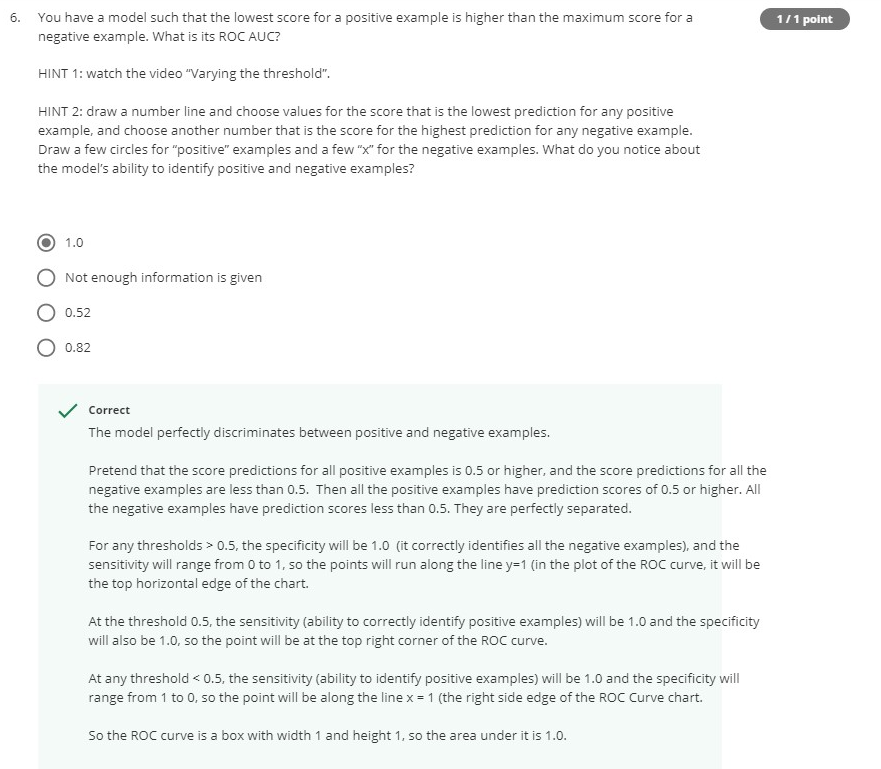 6. You have a model such that the lowest score for a positive example is higher than the maximum score for a
1 / 1 point
negative example. What is its ROC AUC?
HINT 1: watch the video “Varying the threshold”.
HINT 2: draw a number line and choose values for the score that is the lowest prediction for any positive
example, and choose another number that is the score for the highest prediction for any negative example.
Draw a few circles for “positive” examples and a few “x” for the negative examples. What do you notice about
the model’s ability to identify positive and negative examples?
1.0
Not enough information is given
0.52
0.82
Correct
The model perfectly discriminates between positive and negative examples.
Pretend that the score predictions for all positive examples is 0.5 or higher, and the score predictions for all the
negative examples are less than 0.5. Then all the positive examples have prediction scores of 0.5 or higher. All
the negative examples have prediction scores less than 0.5. They are perfectly separated.
For any thresholds > 0.5, the specificity will be 1.0 (it correctly identifies all the negative examples), and the
sensitivity will range from 0 to 1, so the points will run along the line y=1 (in the plot of the ROC curve, it will be
the top horizontal edge of the chart.
At the threshold 0.5, the sensitivity (ability to correctly identify positive examples) will be 1.0 and the specificity
will also be 1.0, so the point will be at the top right corner of the ROC curve.
At any threshold < 0.5, the sensitivity (ability to identify positive examples) will be 1.0 and the specificity will
range from 1 to 0, so the point will be along the line x = 1 (the right side edge of the ROC Curve chart.
So the ROC curve is a box with width 1 and height 1, so the area under it is 1.0.